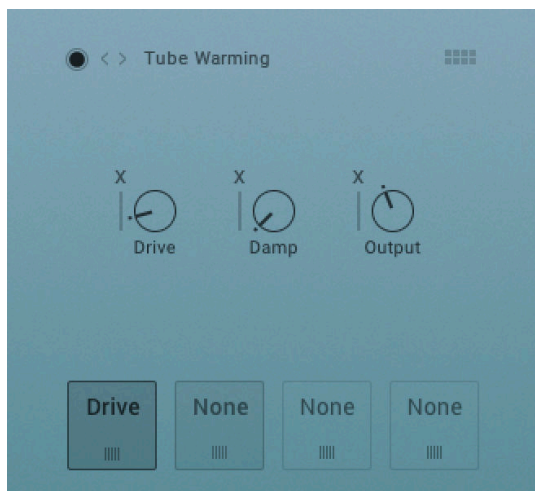 < > Tube Warming
X X X
Drive Damp Output
Drive None None None